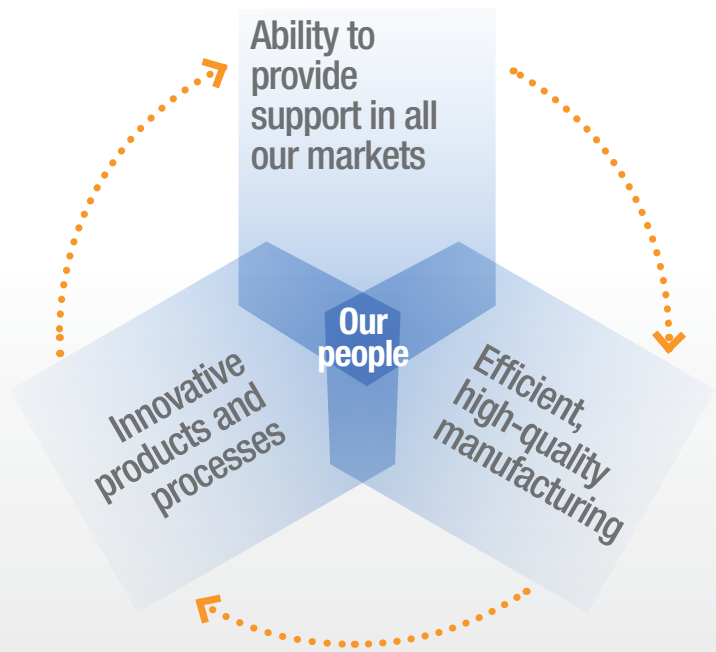 Ability to
provide
support in all
our markets
Our
people
Innovative
products and
processes
Efficient,
high-quality
manufacturing